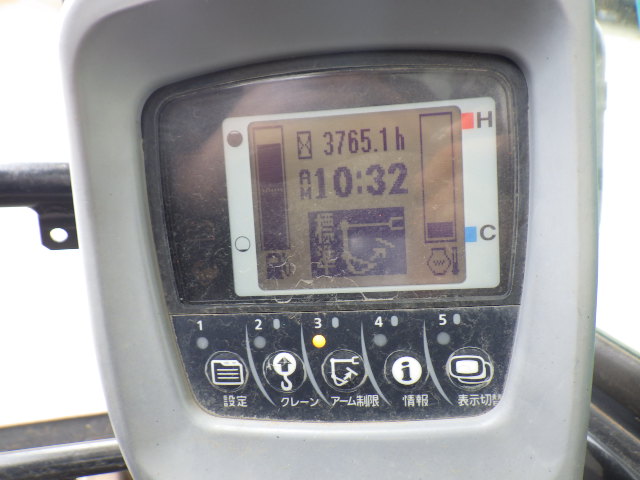 3765.1h
H
AM 10:32
C
1 2 3 4 5
設定 クレーン アーム制限 情報 表示切替